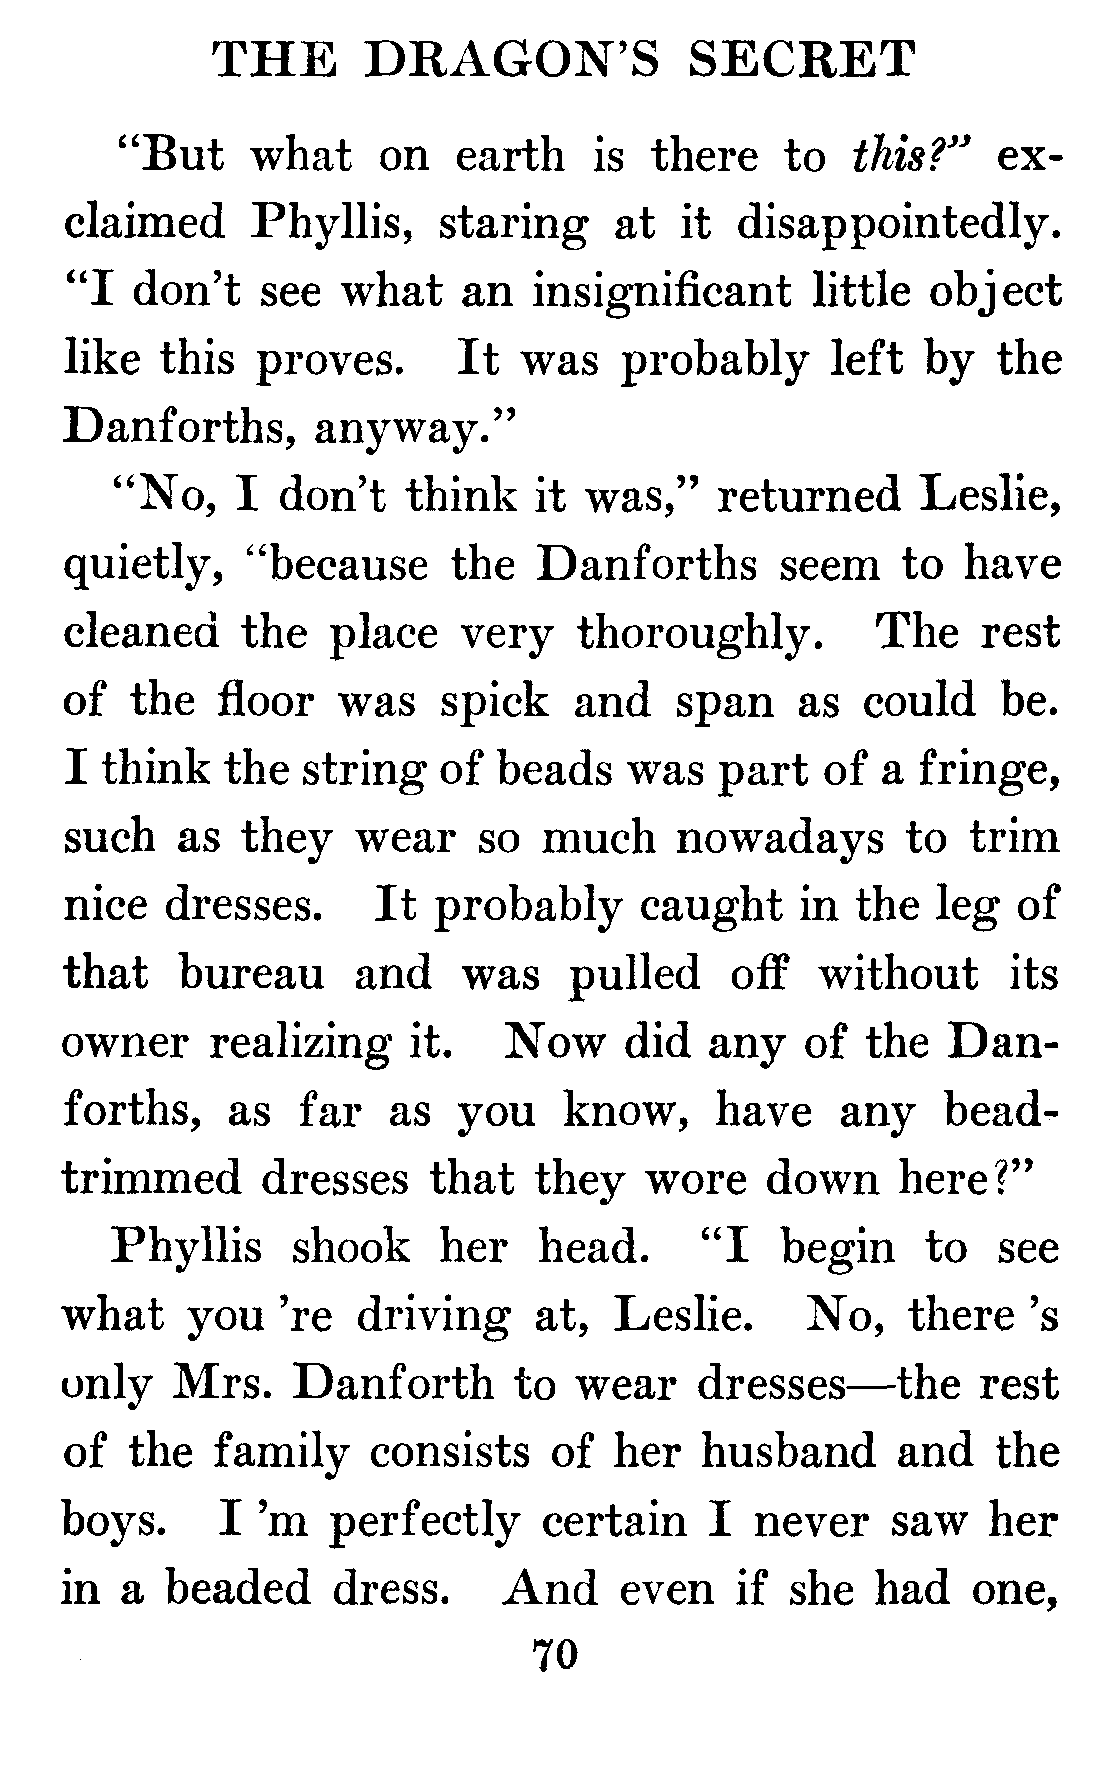 THE DRAGON'S SECRET
“But what on earth is there to this?” ex-
claimed Phyllis, staring at it disappointedly.
“I don't see what an insignificant little object
like this proves. It was probably left by the
Danforths, anyway.”
“No, I don't think it was,” returned Leslie,
quietly, “because the Danforths seem to have
cleaned the place very thoroughly. The rest
of the floor was spick and span as could be.
I think the string of beads was part of a fringe,
such as they wear so much nowadays to trim
nice dresses. It probably caught in the leg of
that bureau and was pulled off without its
owner realizing it. Now did any of the Dan-
forths, as far as you know, have any bead-
trimmed dresses that they wore down here?”
Phyllis shook her head. “I begin to see
what you 're driving at, Leslie. No, there 's
only Mrs. Danforth to wear dresses—the rest
of the family consists of her husband and the
boys. I 'm perfectly certain I never saw her
in a beaded dress. And even if she had one,
70